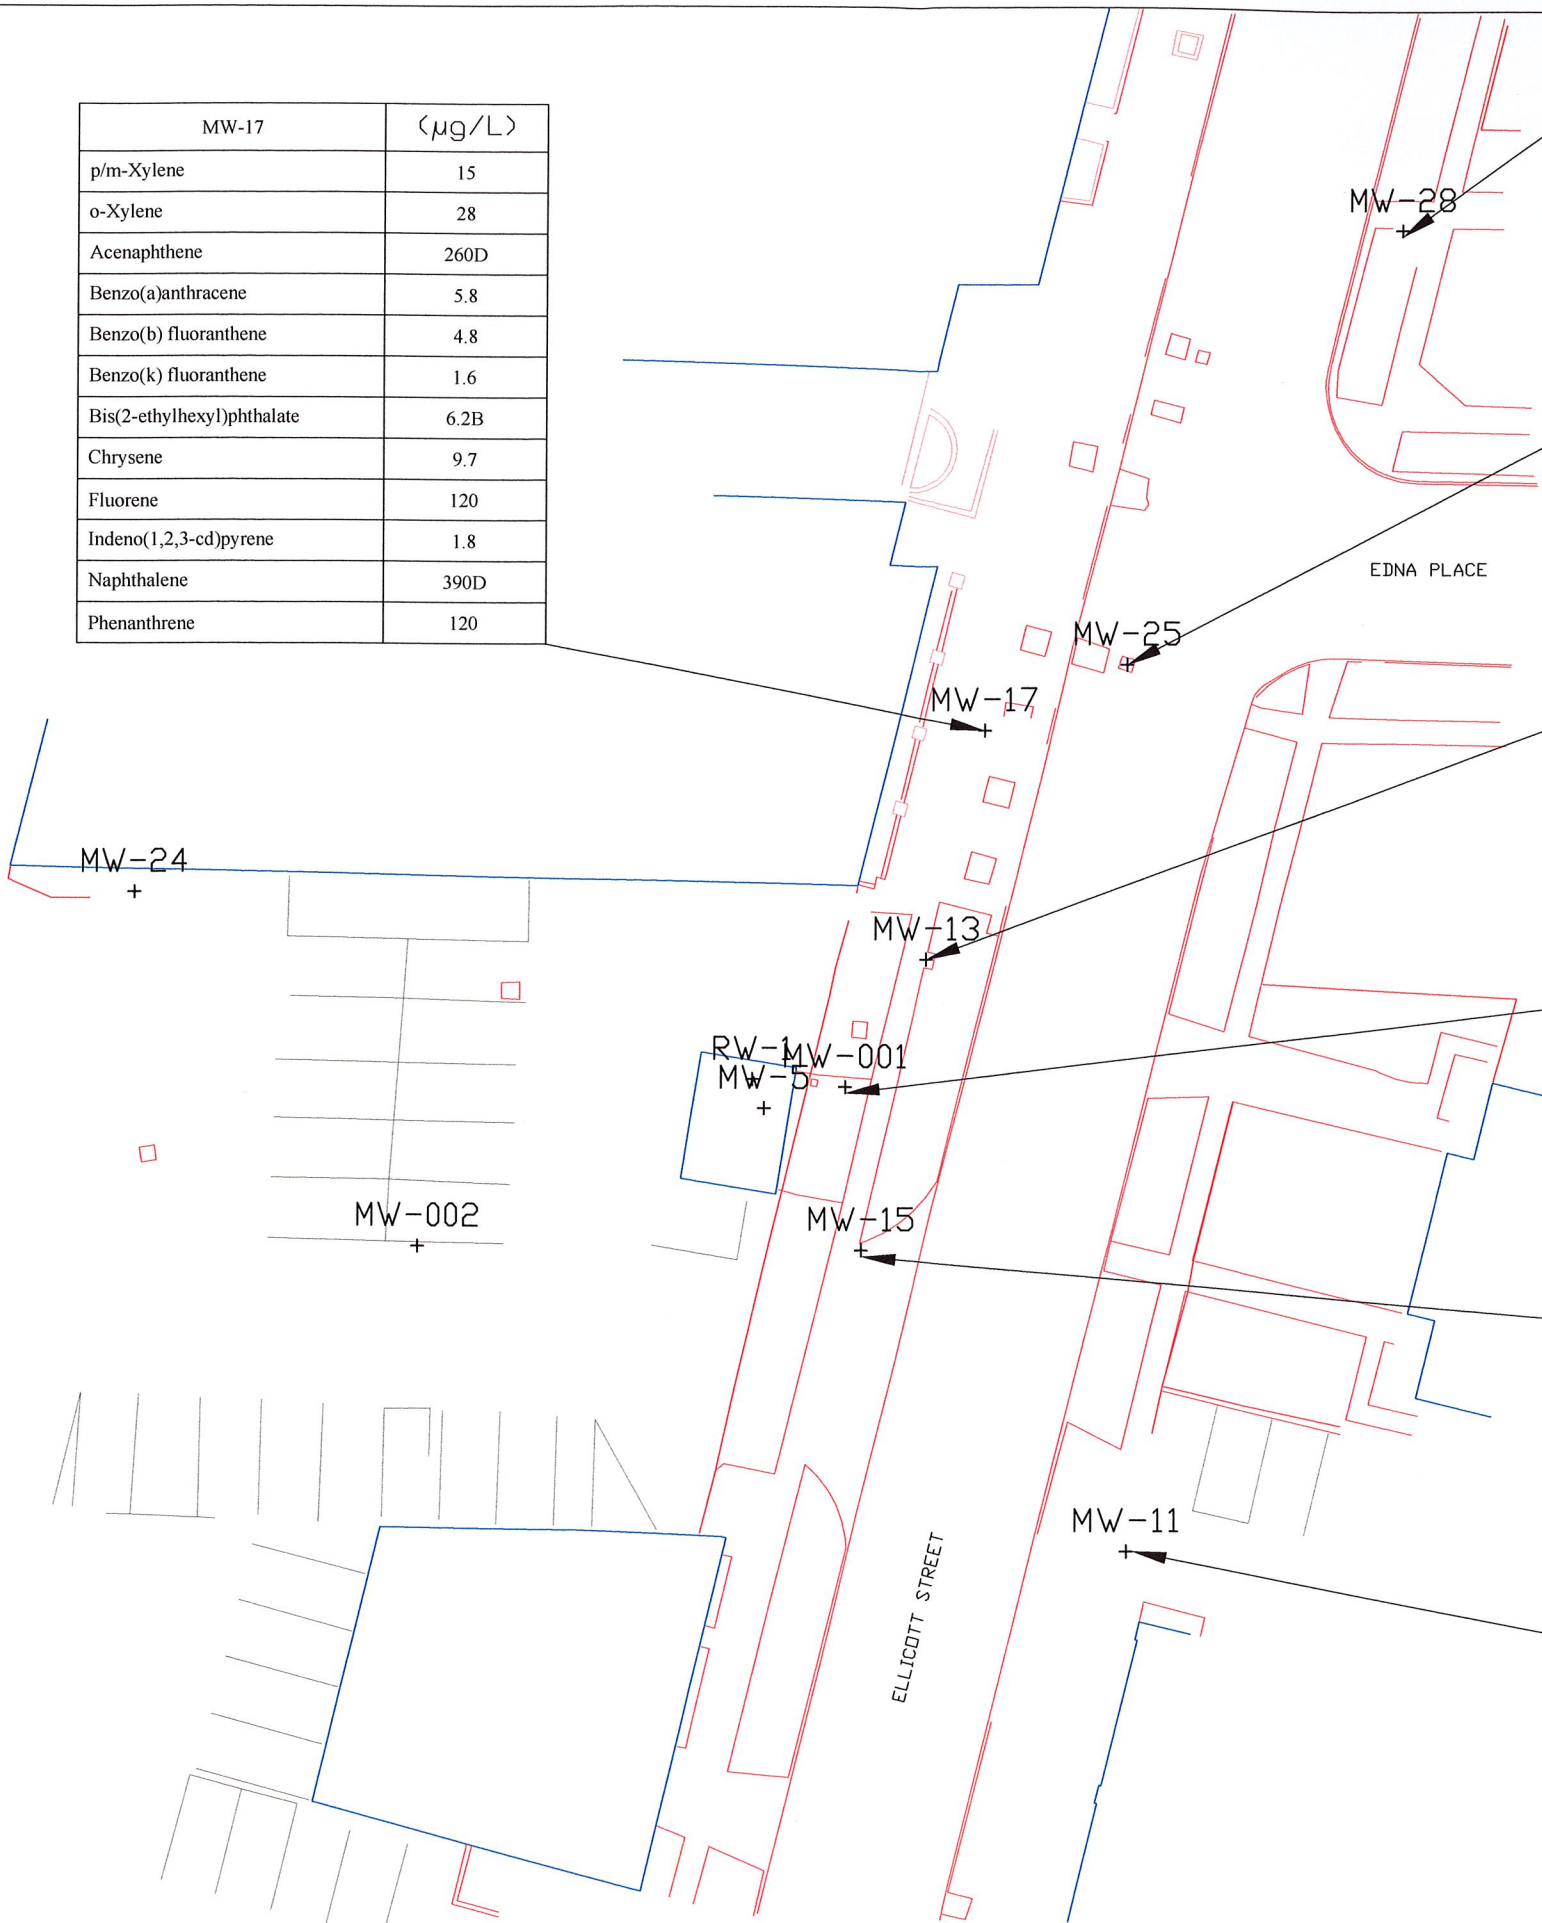 MW-17 (μg/L)
p/m-Xylene 15
o-Xylene 28
Acenaphthene 260D
Benzo(a)anthracene 5.8
Benzo(b) fluoranthene 4.8
Benzo(k) fluoranthene 1.6
Bis(2-ethylhexyl)phthalate 6.2B
Chrysene 9.7
Fluorene 120
Indeno(1,2,3-cd)pyrene 1.8
Naphthalene 390D
Phenanthrene 120
MW-28
EDNA PLACE
MW-25
MW-17
MW-24
MW-13
RW-1
MW-001
MW-5
MW-002
MW-15
MW-11
ELLICOTT STREET